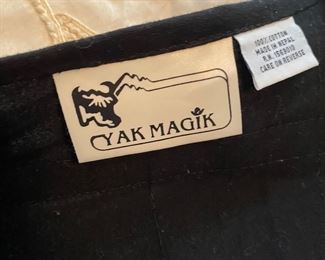 YAK MAGIK
100% COTTON
MADE IN NEPAL
CARE ON REVERSE